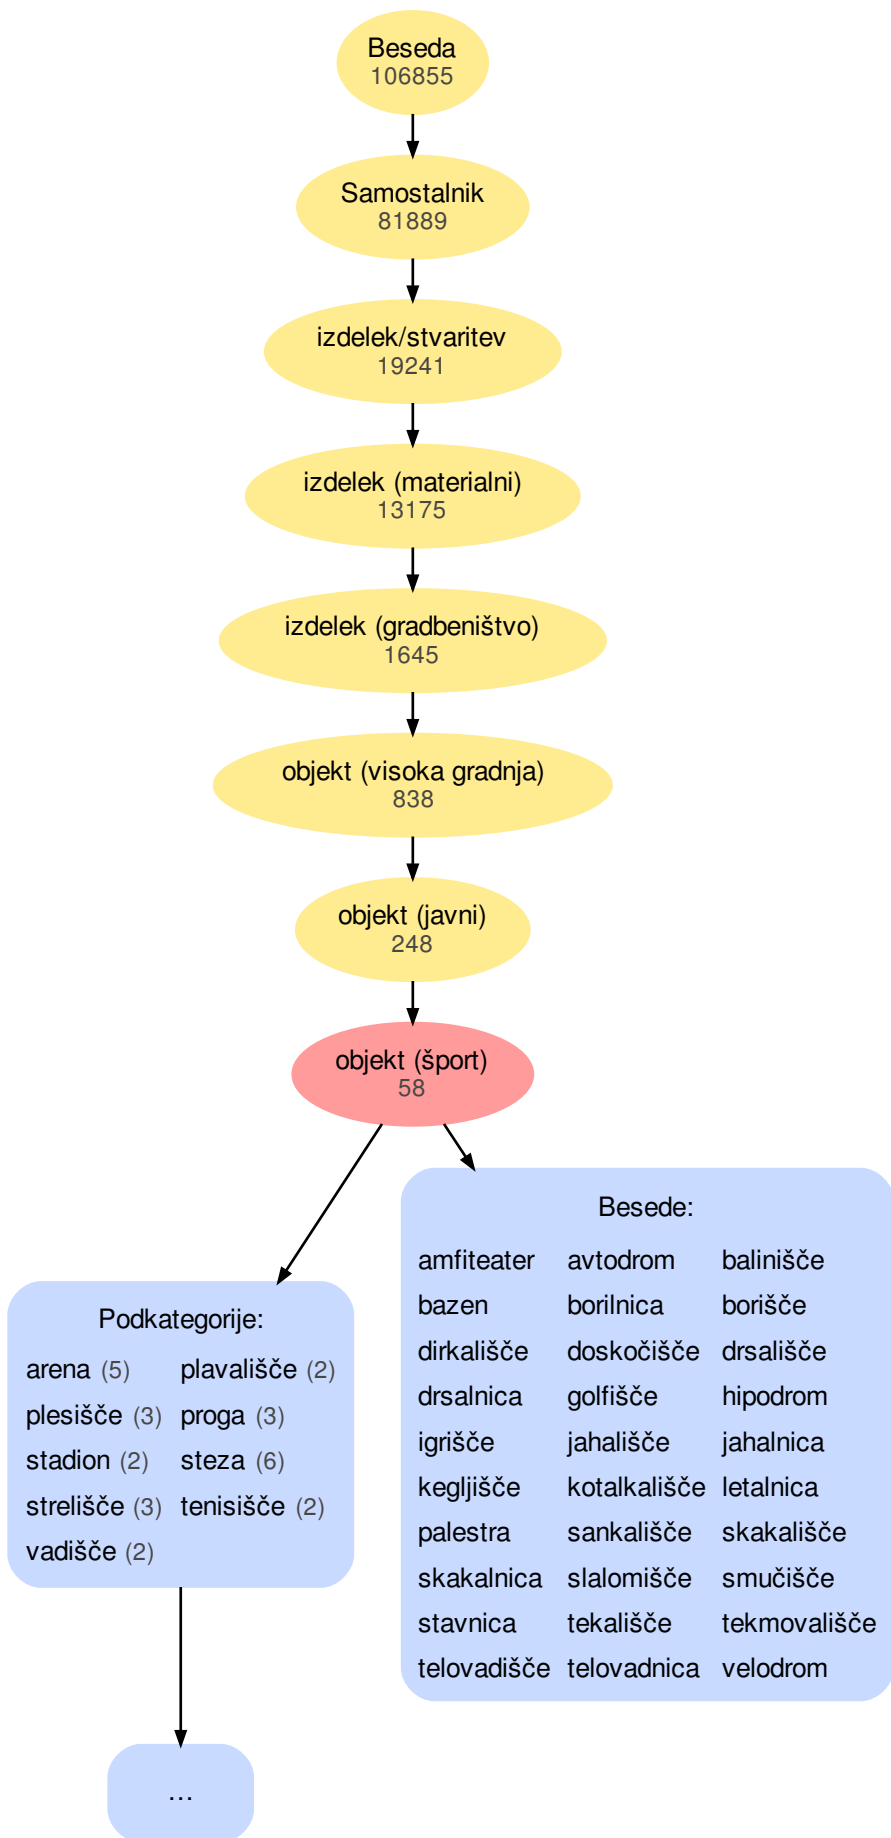 Beseda
106855
Samostalnik
81889
izdelek/stvaritev
19241
izdelek (materialni)
13175
izdelek (gradbeništvo)
1645
objekt (visoka gradnja)
838
objekt (javni)
248
objekt (šport)
58
Podkategorije:
arena (5) plavališče (2)
plesišče (3) proga (3)
stadion (2) steza (6)
strelišče (3) tenisišče (2)
vadišče (2)
...
Besede:
amfiteater avtodrom balinišče
bazen borilnica borišče
dirkališče doskočišče drsališče
drsalnica golfišče hipodrom
igrišče jahališče jahalnica
kegljišče kotalkališče letalnica
palestra sankališče skakališče
skakalnica slalomišče smučišče
stavnica tekališče tekmovališče
telovadišče telovadnica velodrom